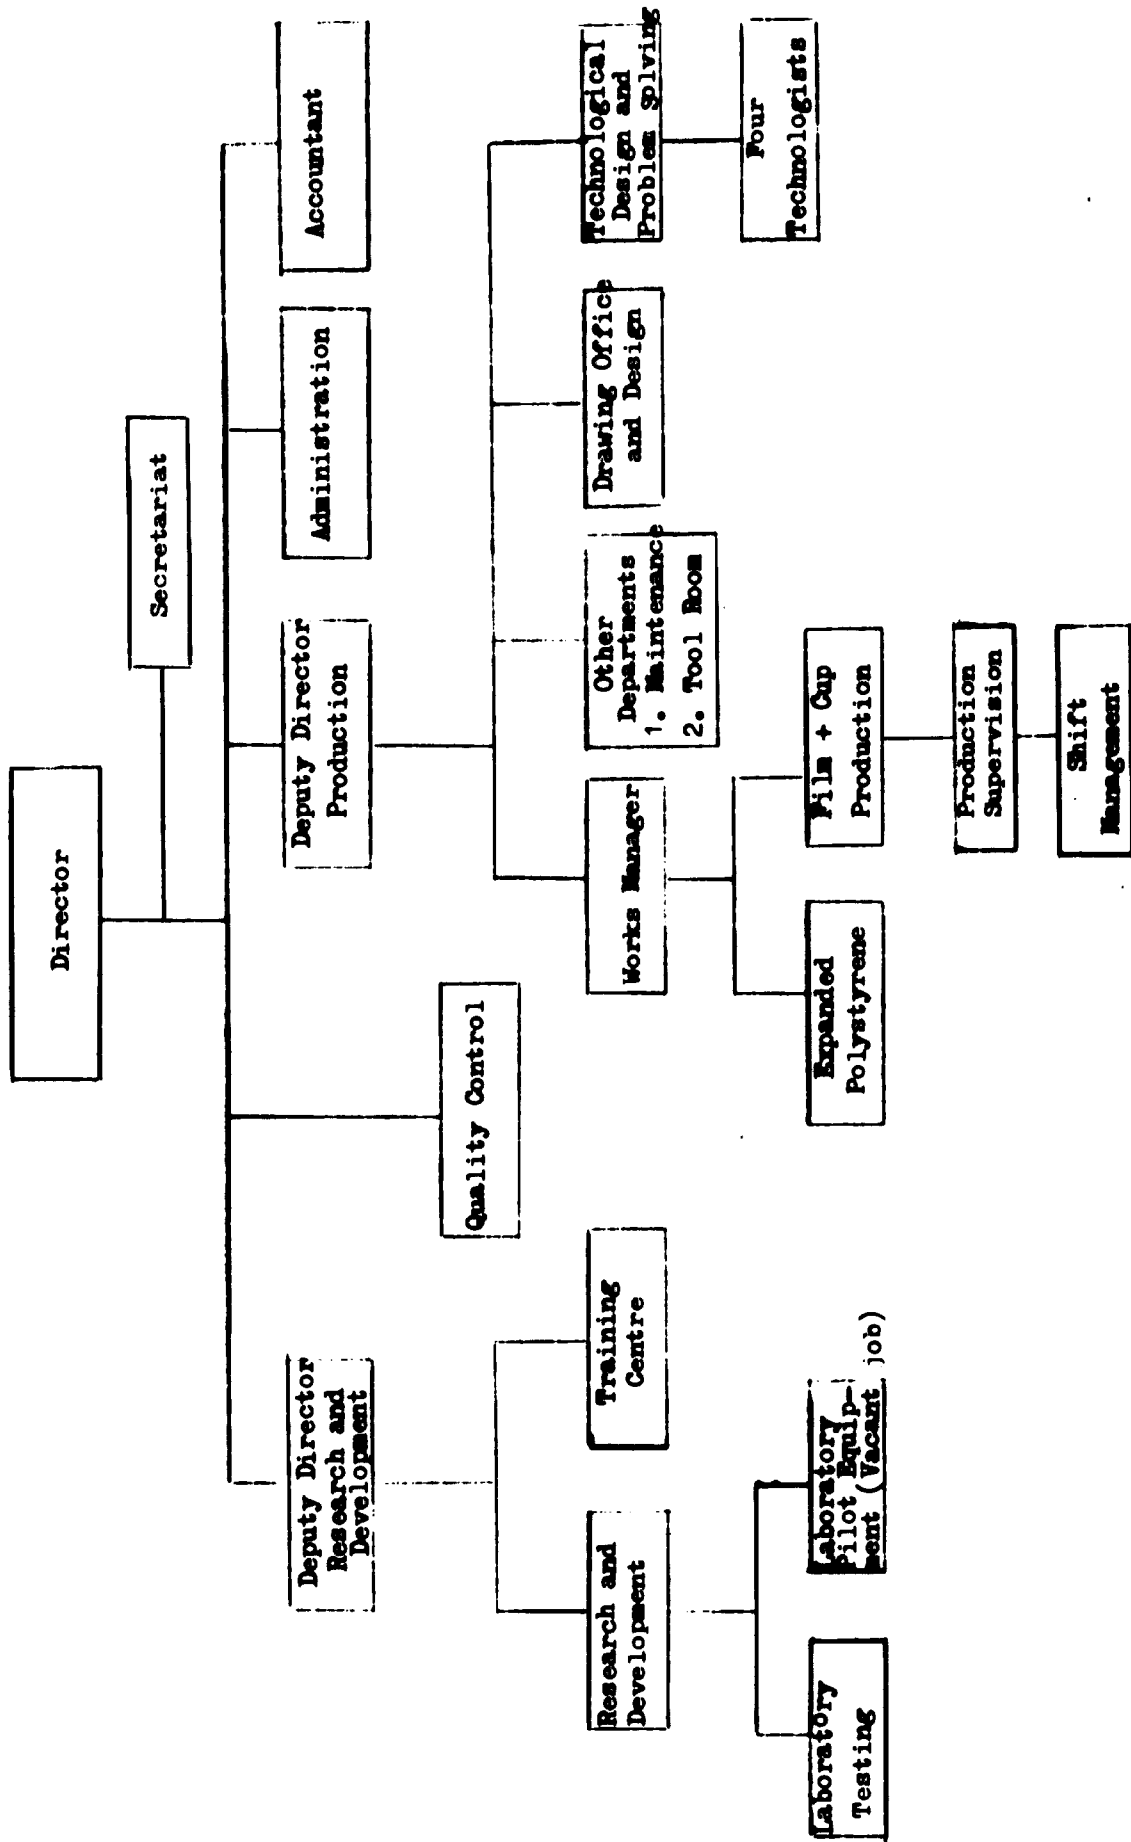 Director
Secretariat
Deputy Director
Research and
Development
Deputy Director
Production
Administration
Accountant
Quality Control
Research and
Development
Training
Centre
Works Manager
Other
Departments
1. Maintenance
2. Tool Room
Drawing Office
and Design
Technological
Design and
Problem Solving
Laboratory
Testing
Laboratory
Pilot Equip-
ment (Vacant job)
Expanded
Polystyrene
Film + Cup
Production
Four
Technologists
Production
Supervision
Shift
Management